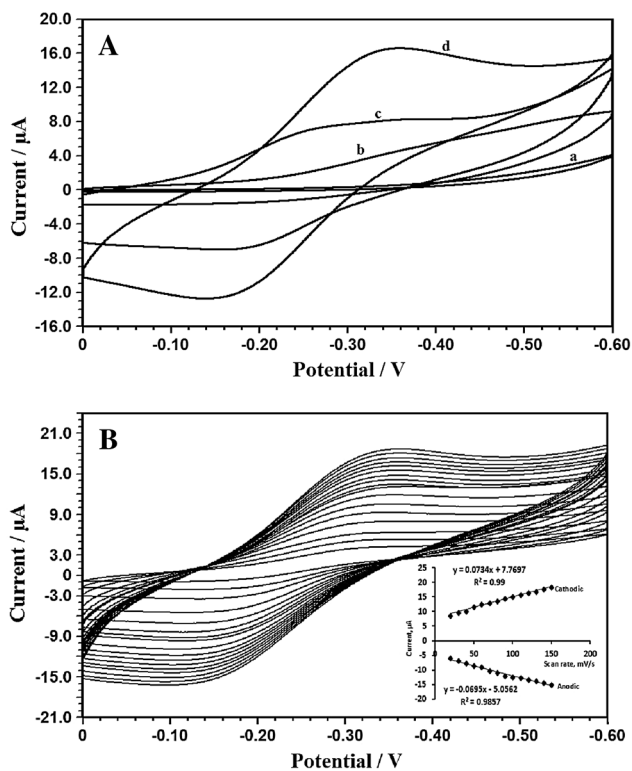 A
20.0
16.0
12.0
8.0
4.0
0
-4.0
-8.0
-12.0
-16.0
Current / µA
d
c
b
a
0 -0.10 -0.20 -0.30 -0.40 -0.50 -0.60
Potential / V
B
21.0
15.0
9.0
3.0
0
-3.0
-9.0
-15.0
-21.0
Current / µA
y = 0.0734x + 7.7697
R² = 0.99
Cathodic
25
20
15
10
5
0
-5
-10
-15
-20
Current, µA
0 50 100 150 200
Scan rate, mV/s
y = -0.0695x - 5.0562
R² = 0.9857
Anodic
0 -0.10 -0.20 -0.30 -0.40 -0.50 -0.60
Potential / V